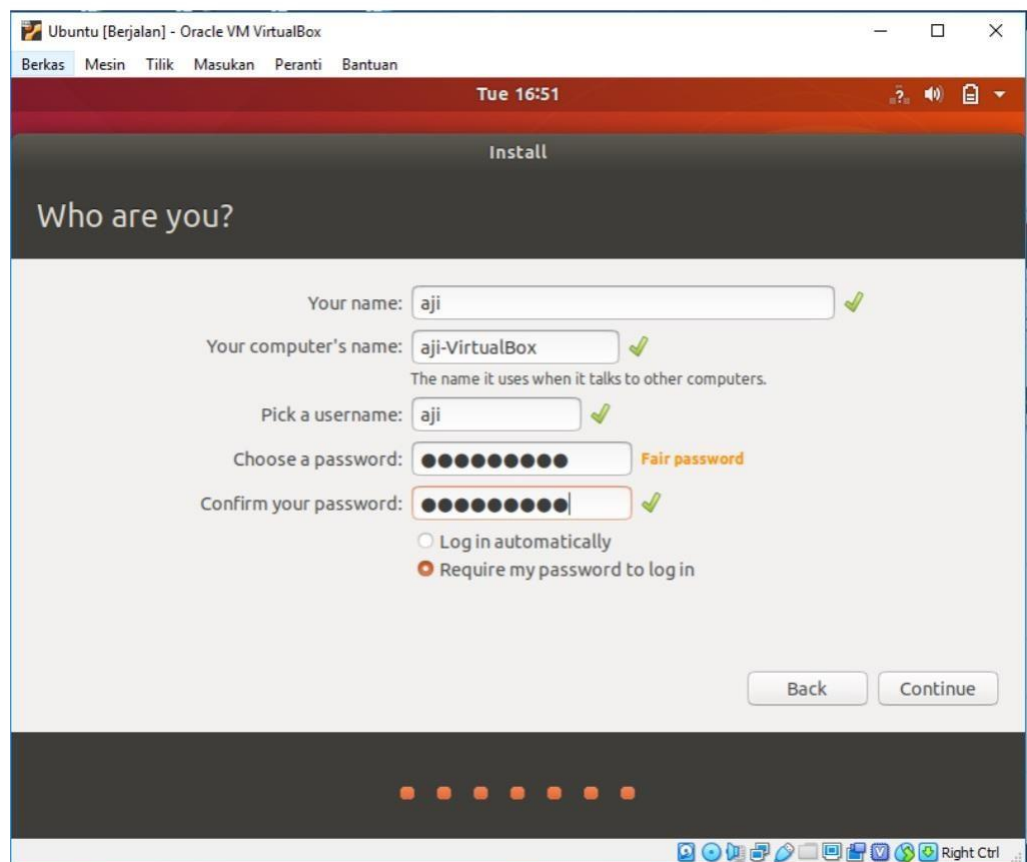 Ubuntu [Berjalan] - Oracle VM VirtualBox
Berkas Mesin Tilik Masukan Peranti Bantuan
Tue 16:51
Install
Who are you?
Your name: aji
Your computer's name: aji-VirtualBox
The name it uses when it talks to other computers.
Pick a username: aji
Choose a password: ●●●●●●●●● Fair password
Confirm your password: ●●●●●●●●●
Log in automatically
Require my password to log in
Back Continue
Right Ctrl